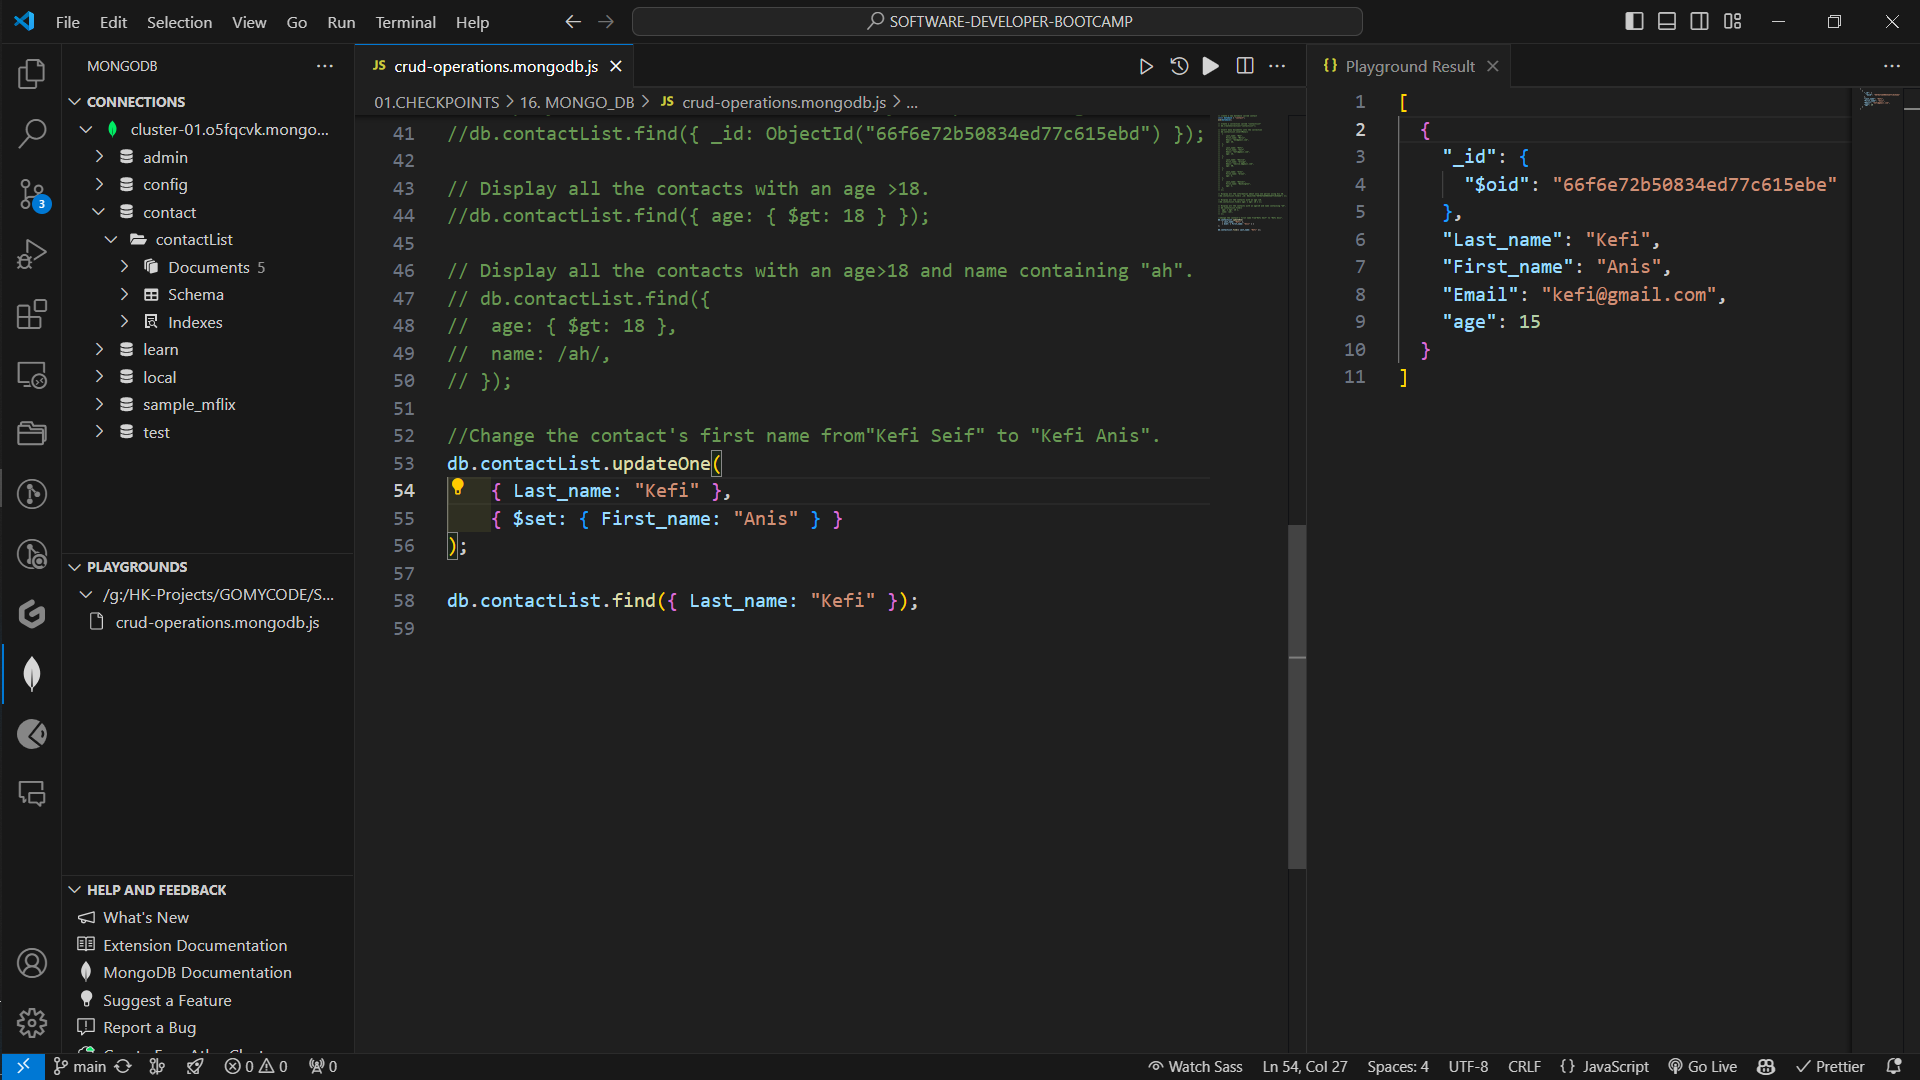 File Edit Selection View Go Run Terminal Help
SOFTWARE-DEVELOPER-BOOTCAMP
MONGODB
CONNECTIONS
cluster-01.o5fqcvk.mongo...
admin
config
contact
contactList
Documents 5
Schema
Indexes
learn
local
sample_mflix
test
PLAYGROUNDS
/g:/HK-Projects/GOMYCODE/S...
crud-operations.mongodb.js
HELP AND FEEDBACK
What's New
Extension Documentation
MongoDB Documentation
Suggest a Feature
Report a Bug
3
JS crud-operations.mongodb.js
01.CHECKPOINTS > 16. MONGO_DB > JS crud-operations.mongodb.js > ...
41 //db.contactList.find({ _id: ObjectId("66f6e72b50834ed77c615ebd") });
42
43 // Display all the contacts with an age >18.
44 //db.contactList.find({ age: { $gt: 18 } });
45
46 // Display all the contacts with an age>18 and name containing "ah".
47 // db.contactList.find({
48 //  age: { $gt: 18 },
49 //  name: /ah/,
50 // });
51
52 //Change the contact's first name from"Kefi Seif" to "Kefi Anis".
53 db.contactList.updateOne(
54     { Last_name: "Kefi" },
55     { $set: { First_name: "Anis" } }
56 );
57
58 db.contactList.find({ Last_name: "Kefi" });
59
{} Playground Result
1 [
2   {
3     "_id": {
4       "$oid": "66f6e72b50834ed77c615ebe"
5     },
6     "Last_name": "Kefi",
7     "First_name": "Anis",
8     "Email": "kefi@gmail.com",
9     "age": 15
10   }
11 ]
main 0 0 0 Watch Sass Ln 54, Col 27 Spaces: 4 UTF-8 CRLF {} JavaScript Go Live Prettier